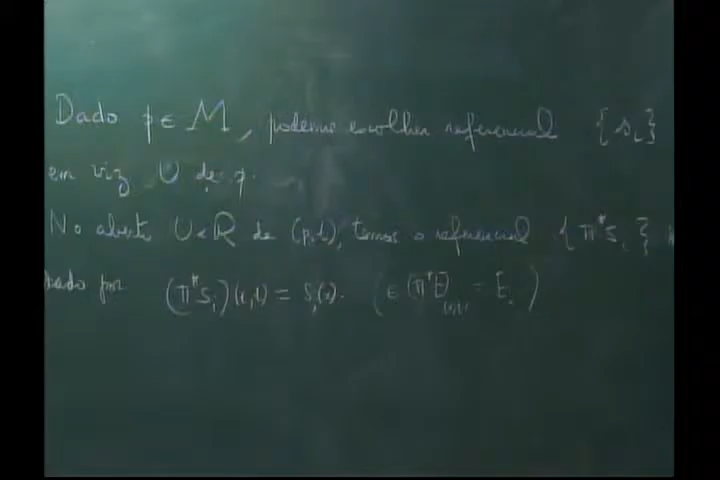 Dado p ∈ M, podemos escolher referencial {s_i}
em viz U de p.
No aberto U × R de (p,t), temos o referencial {π*s_i}
dado por (π*s_i)(x,t) = s_i(x). (∈ (π*E)_(x,t) = E_x)